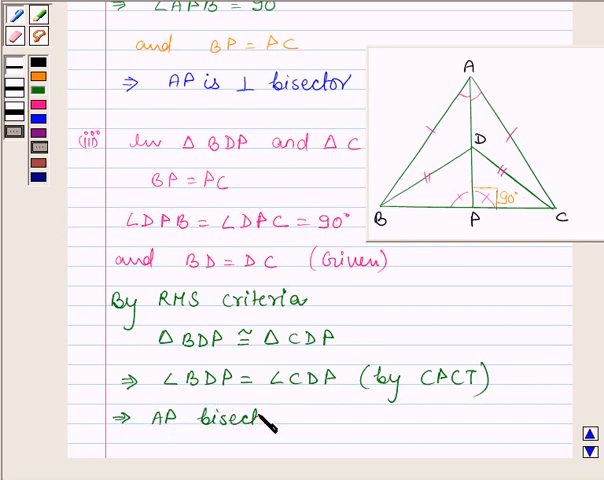 ⇒ ∠APB = 90
and BP = PC
⇒ AP is ⊥ bisector
(iii) In △ BDP and △ C
BP = PC
∠DPB = ∠DPC = 90°
and BD = DC (Given)
By RHS criteria
△ BDP ≅ △ CDP
⇒ ∠BDP = ∠CDP (by CPCT)
⇒ AP bisect
A
D
90°
B
P
C